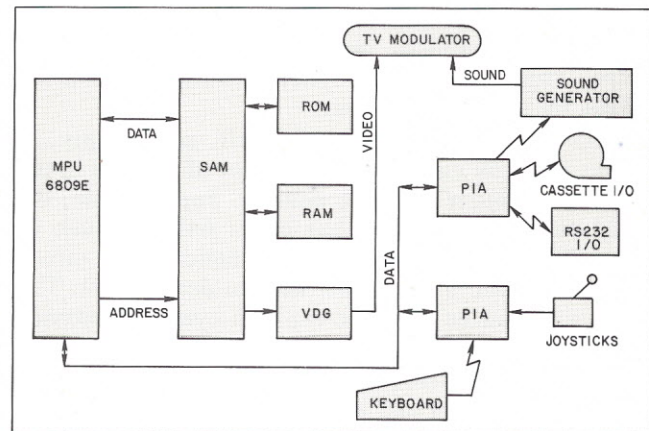 TV MODULATOR
SOUND
SOUND
GENERATOR
MPU
6809E
DATA
SAM
ROM
VIDEO
PIA
CASSETTE I/O
RAM
RS232
I/O
DATA
ADDRESS
VDG
PIA
JOYSTICKS
KEYBOARD